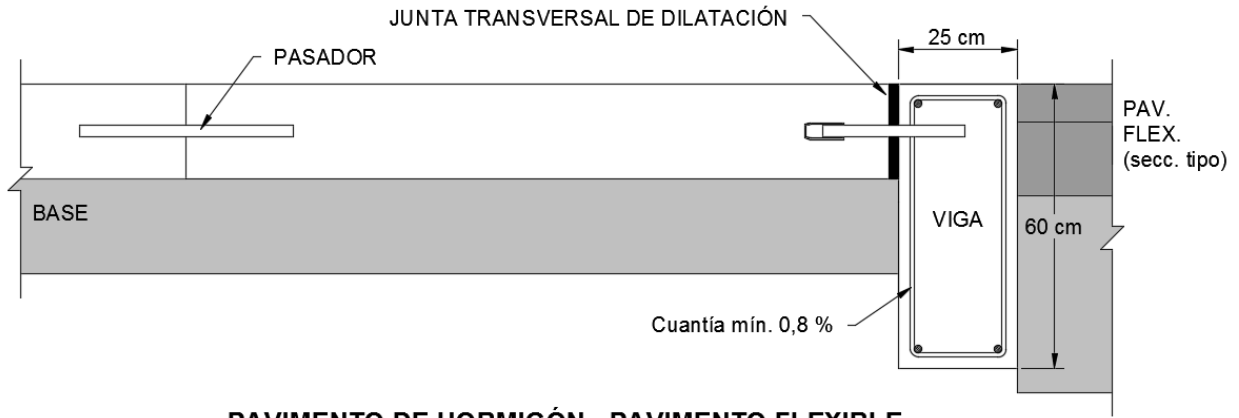 JUNTA TRANSVERSAL DE DILATACIÓN
25 cm
PASADOR
PAV.
FLEX.
(secc. tipo)
BASE
VIGA
60 cm
Cuantía mín. 0,8 %
PAVIMENTO DE HORMIGÓN - PAVIMENTO FLEXIBLE